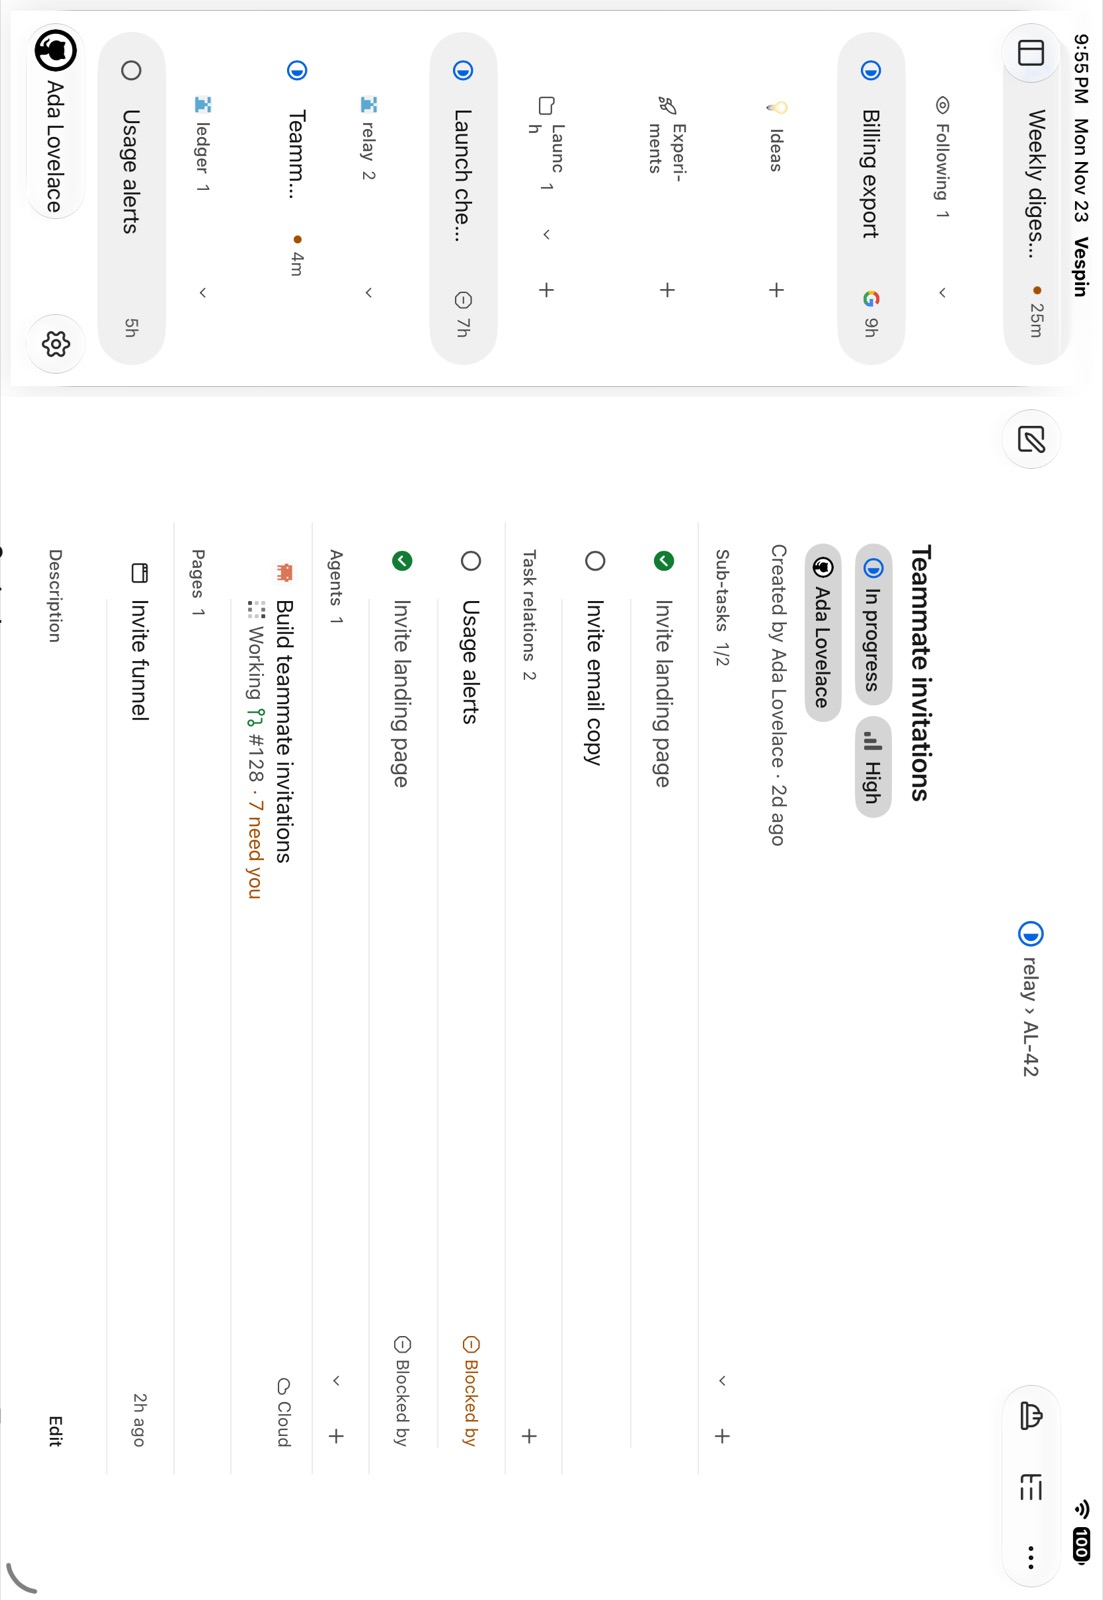 9:55 PM Mon Nov 23 Vespin
100
Weekly diges... 25m
Following 1
Billing export 9h
Ideas
Experi-
ments
Launc
h 1
Launch che... 7h
relay 2
Teamm... 4m
ledger 1
Usage alerts 5h
Ada Lovelace
relay › AL-42
Teammate invitations
In progress High
Ada Lovelace
Created by Ada Lovelace · 2d ago
Sub-tasks 1/2
Invite landing page
Invite email copy
Task relations 2
Usage alerts Blocked by
Invite landing page Blocked by
Agents 1
Build teammate invitations Cloud
Working #128 · 7 need you
Pages 1
Invite funnel 2h ago
Description Edit